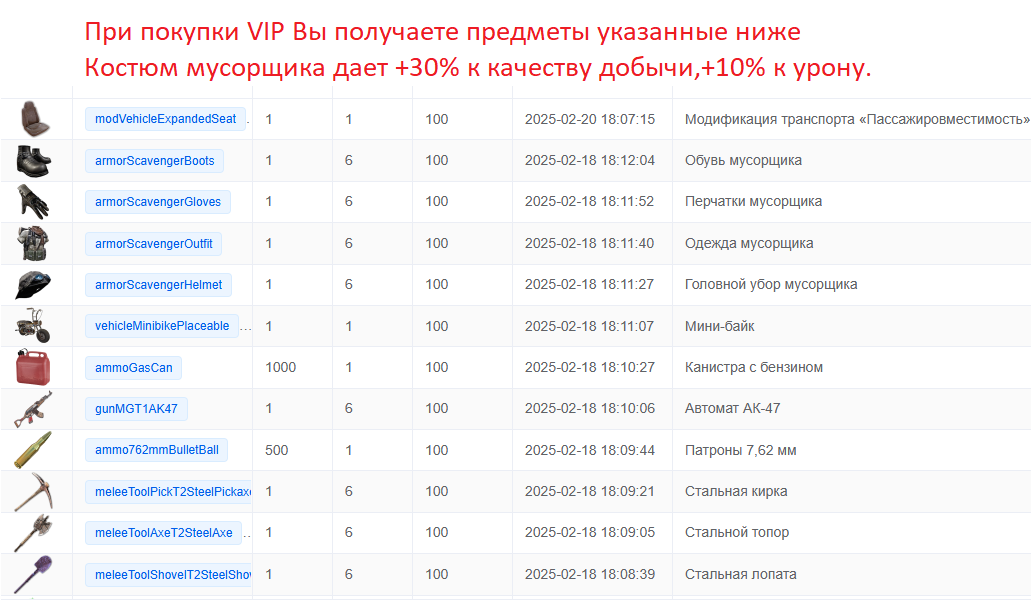 При покупки VIP Вы получаете предметы указанные ниже
Костюм мусорщика дает +30% к качеству добычи,+10% к урону.
modVehicleExpandedSeat . 1 1 100 2025-02-20 18:07:15 Модификация транспорта «Пассажировместимость»
armorScavengerBoots 1 6 100 2025-02-18 18:12:04 Обувь мусорщика
armorScavengerGloves 1 6 100 2025-02-18 18:11:52 Перчатки мусорщика
armorScavengerOutfit 1 6 100 2025-02-18 18:11:40 Одежда мусорщика
armorScavengerHelmet 1 6 100 2025-02-18 18:11:27 Головной убор мусорщика
vehicleMinibikePlaceable ... 1 1 100 2025-02-18 18:11:07 Мини-байк
ammoGasCan 1000 1 100 2025-02-18 18:10:27 Канистра с бензином
gunMGT1AK47 1 6 100 2025-02-18 18:10:06 Автомат АК-47
ammo762mmBulletBall 500 1 100 2025-02-18 18:09:44 Патроны 7,62 мм
meleeToolPickT2SteelPickaxe 1 6 100 2025-02-18 18:09:21 Стальная кирка
meleeToolAxeT2SteelAxe .. 1 6 100 2025-02-18 18:09:05 Стальной топор
meleeToolShovelT2SteelShov 1 6 100 2025-02-18 18:08:39 Стальная лопата